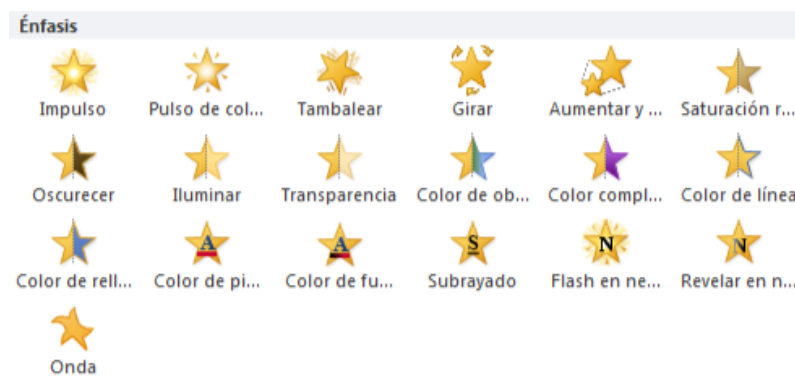 Énfasis
Impulso Pulso de col... Tambalear Girar Aumentar y ... Saturación r...
Oscurecer Iluminar Transparencia Color de ob... Color compl... Color de línea
A A S N N
Color de rell... Color de pi... Color de fu... Subrayado Flash en ne... Revelar en n...
Onda